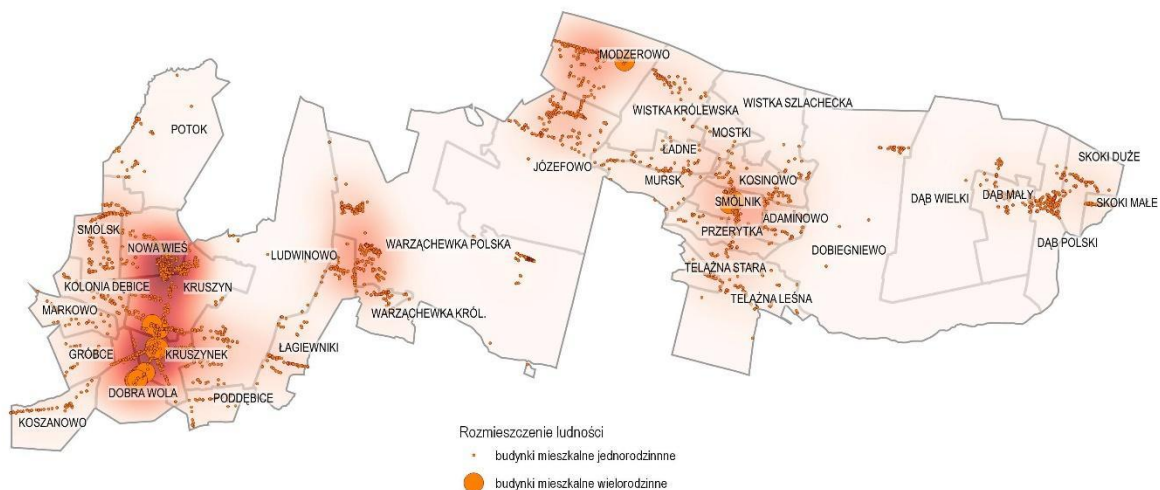 MODZEROWO
WISTKA KRÓLEWSKA
WISTKA SZLACHECKA
POTOK
MOSTKI
ŁADNE
JÓZEFOWO
MURSK
KOSINOWO
SKOKI DUŻE
SMOLNIK
DĄB WIELKI
DĄB MAŁY
SKOKI MAŁE
ADAMINOWO
PRZERYTKA
SMÓLSK
NOWA WIEŚ
LUDWINOWO
WARZĄCHEWKA POLSKA
DOBIEGNIEWO
DĄB POLSKI
TELĄŻNA STARA
KOLONIA DĘBICE
KRUSZYN
TELĄŻNA LEŚNA
MARKOWO
WARZĄCHEWKA KRÓL.
GRÓBCE
KRUSZYNEK
ŁAGIEWNIKI
DOBRA WOLA
PODDĘBICE
KOSZANOWO
Rozmieszczenie ludności
budynki mieszkalne jednorodzinnne
budynki mieszkalne wielorodzinne